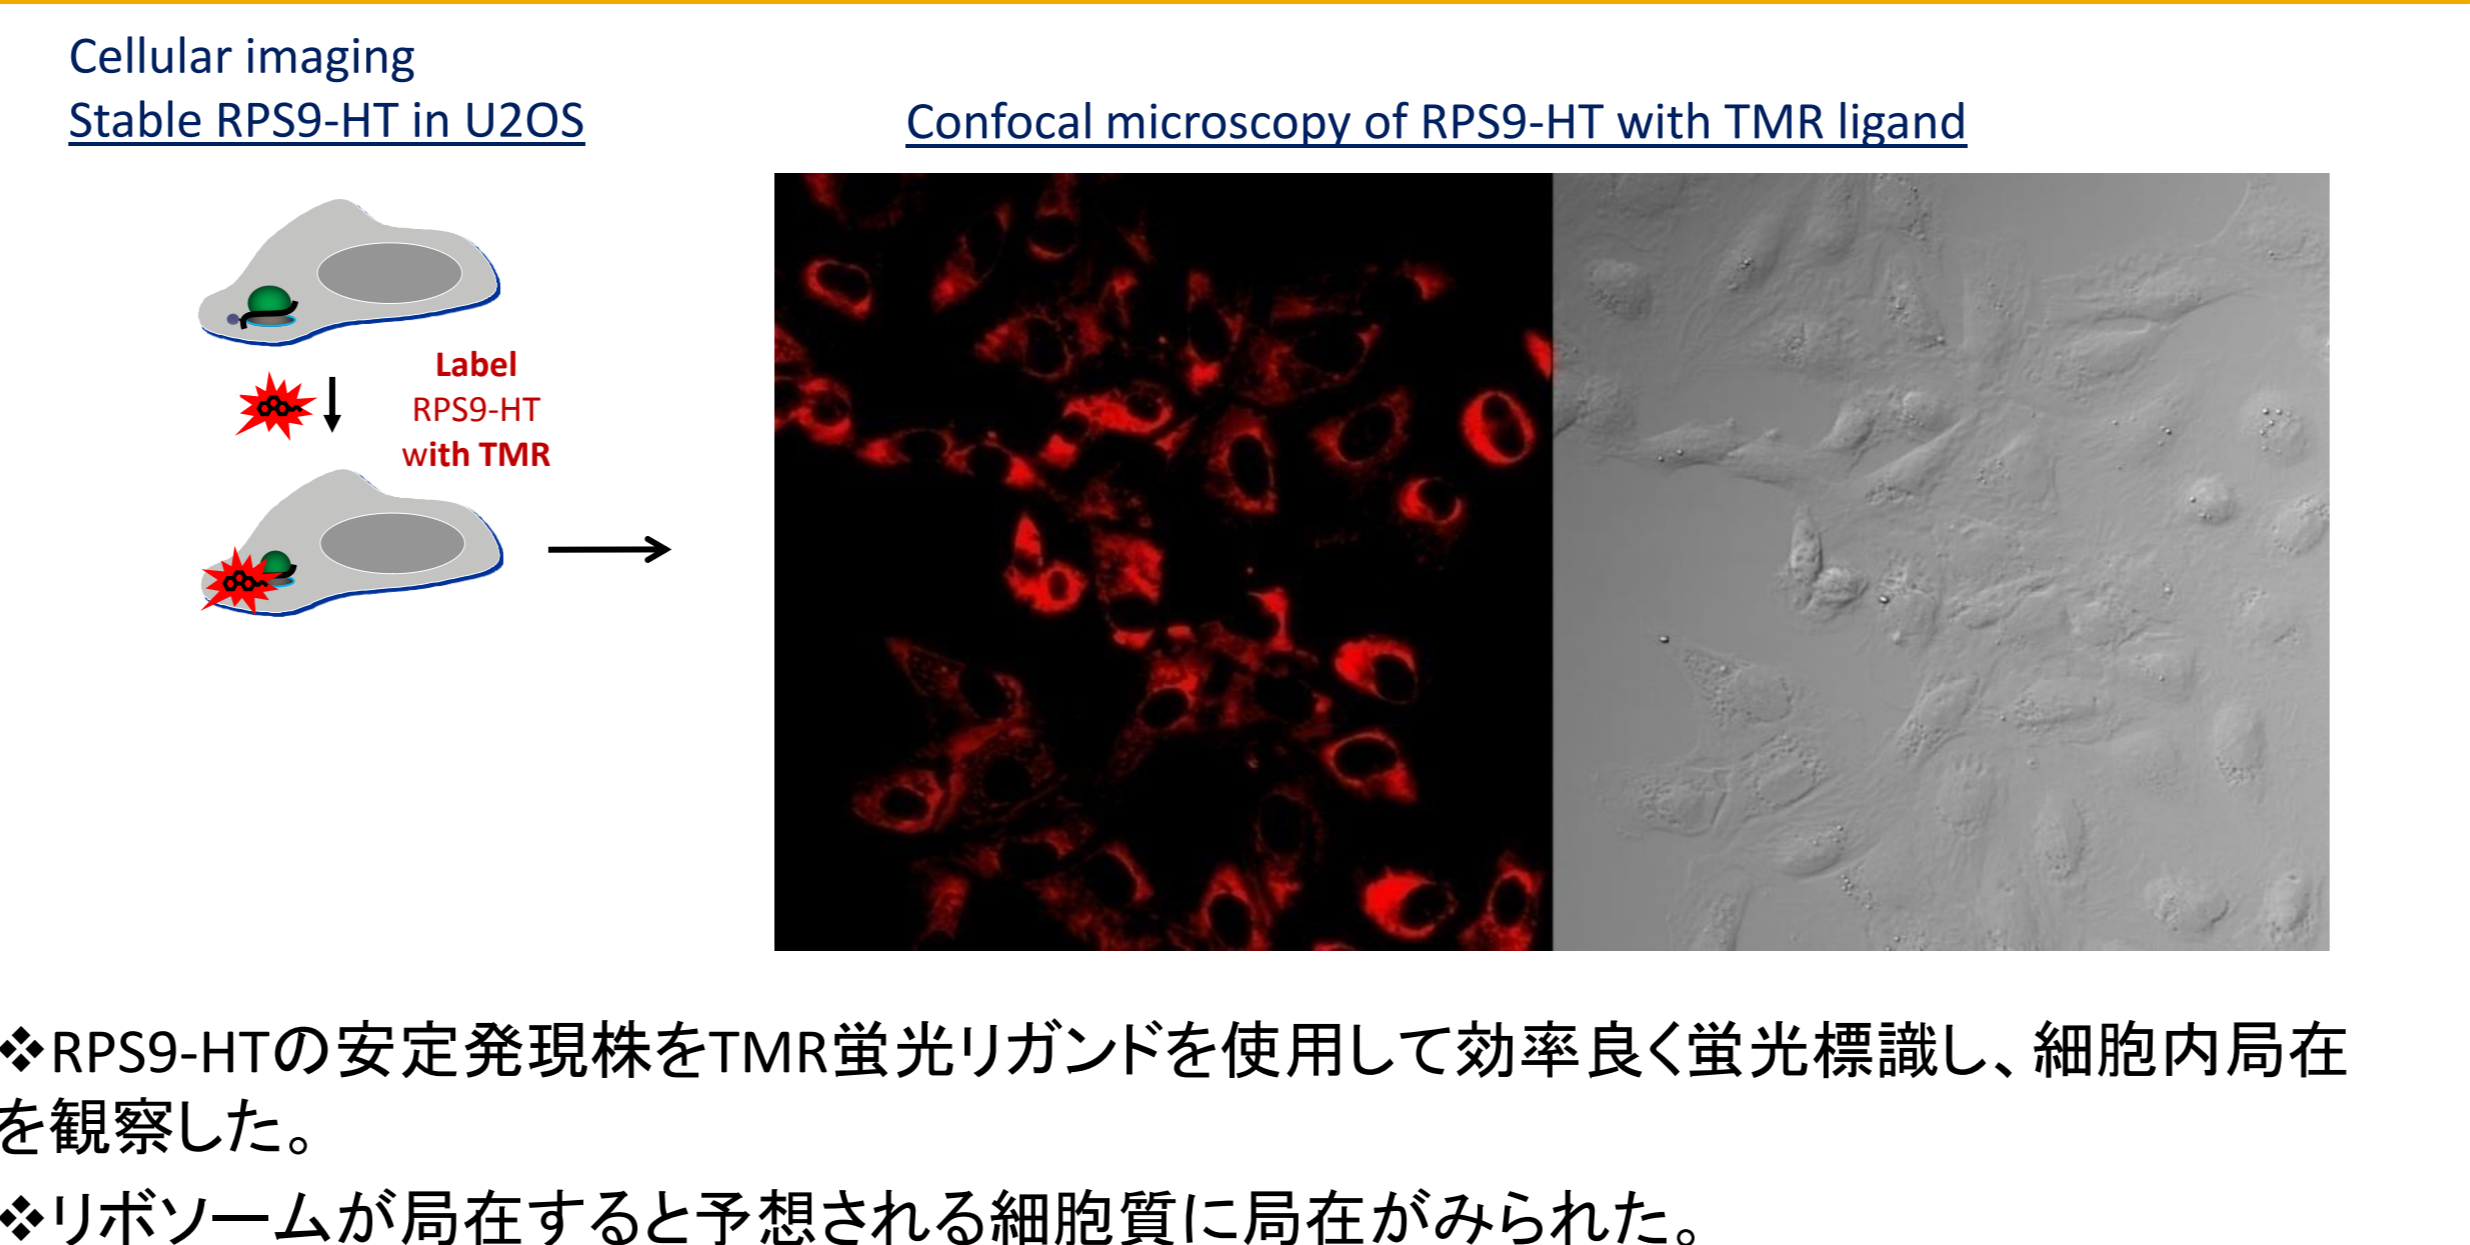 Cellular imaging
Stable RPS9-HT in U2OS
Confocal microscopy of RPS9-HT with TMR ligand
Label
RPS9-HT
with TMR
❖RPS9-HTの安定発現株をTMR蛍光リガンドを使用して効率良く蛍光標識し、細胞内局在
を観察した。
❖リボソームが局在すると予想される細胞質に局在がみられた。